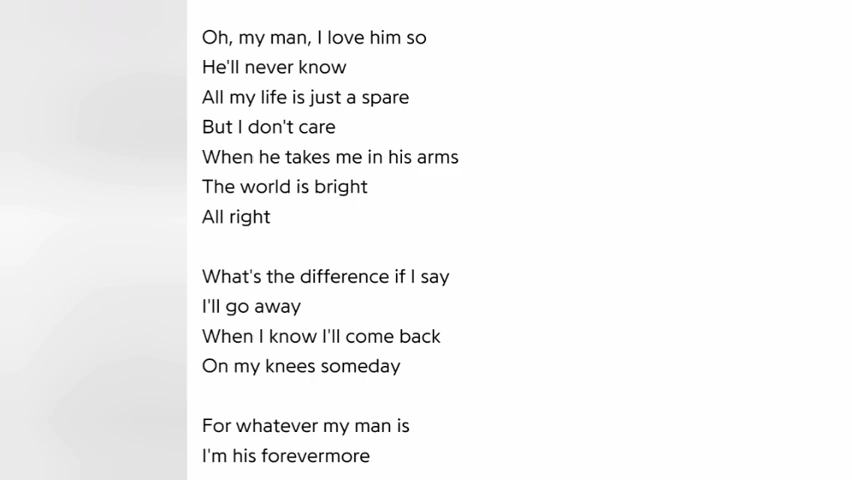 Oh, my man, I love him so
He'll never know
All my life is just a spare
But I don't care
When he takes me in his arms
The world is bright
All right
What's the difference if I say
I'll go away
When I know I'll come back
On my knees someday
For whatever my man is
I'm his forevermore